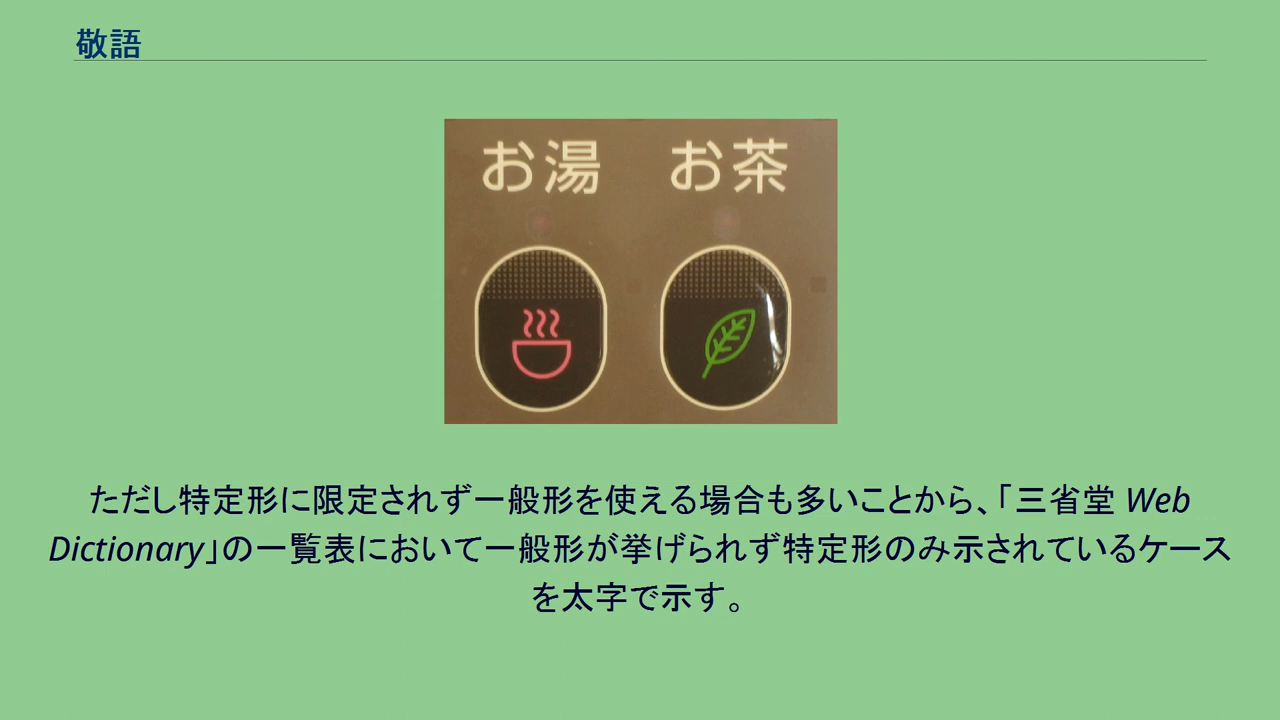 敬語
お湯 お茶
ただし特定形に限定されず一般形を使える場合も多いことから、「三省堂 Web
Dictionary」の一覧表において一般形が挙げられず特定形のみ示されているケース
を太字で示す。